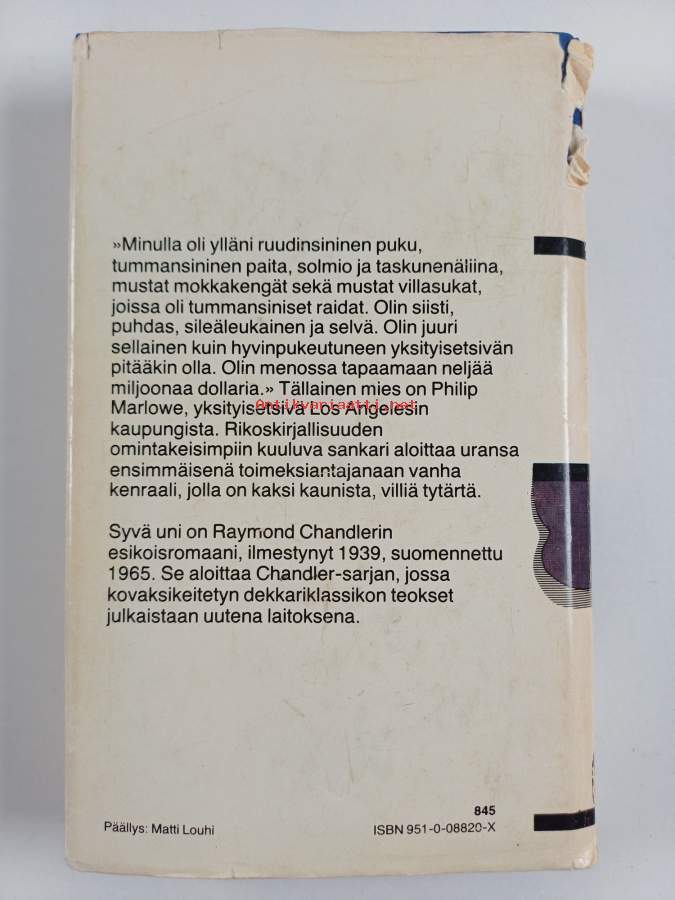 »Minulla oli ylläni ruudinsininen puku,
tummansininen paita, solmio ja taskunenäliina,
mustat mokkakengät sekä mustat villasukat,
joissa oli tummansiniset raidat. Olin siisti,
puhdas, sileäleukainen ja selvä. Olin juuri
sellainen kuin hyvinpukeutuneen yksityisetsivän
pitääkin olla. Olin menossa tapaamaan neljää
miljoonaa dollaria.» Tällainen mies on Philip
Marlowe, yksityisetsivä Los Angelesin
Antikvariaatti.net
kaupungista. Rikoskirjallisuuden
omintakeisimpiin kuuluva sankari aloittaa uransa
ensimmäisenä toimeksiantajanaan vanha
kenraali, jolla on kaksi kaunista, villiä tytärtä.
Syvä uni on Raymond Chandlerin
esikoisromaani, ilmestynyt 1939, suomennettu
1965. Se aloittaa Chandler-sarjan, jossa
kovaksikeitetyn dekkariklassikon teokset
julkaistaan uutena laitoksena.
845
Päällys: Matti Louhi
ISBN 951-0-08820-X